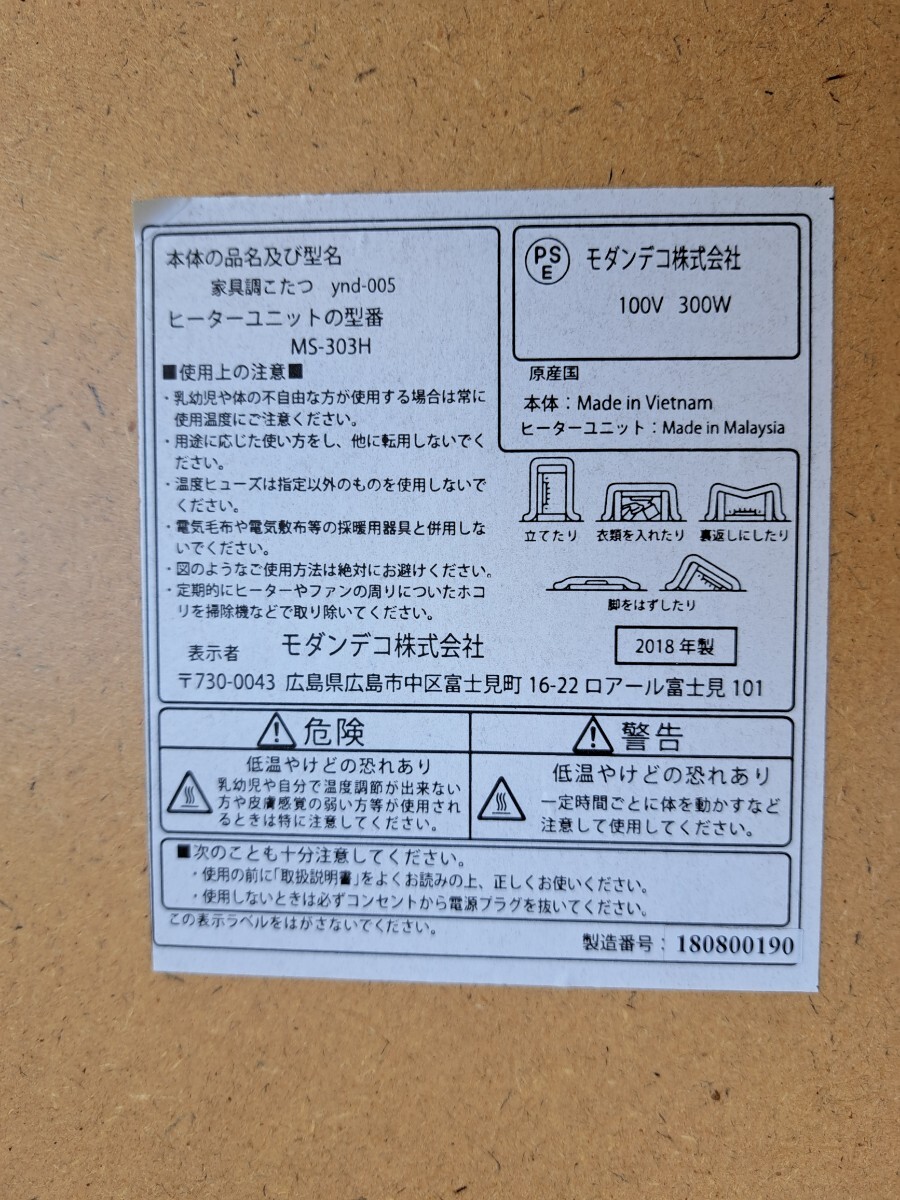 本体の品名及び型名
家具調こたつ ynd-005
ヒーターユニットの型番
MS-303H
■使用上の注意■
・乳幼児や体の不自由な方が使用する場合は常に
使用温度にご注意ください。
・用途に応じた使い方をし、他に転用しないでく
ださい。
・温度ヒューズは指定以外のものを使用しないで
ください。
・電気毛布や電気敷布等の採暖用器具と併用しな
いでください。
・図のようなご使用方法は絶対にお避けください。
・定期的にヒーターやファンの周りについたホコ
リを掃除機などで取り除いてください。
PS
E
モダンデコ株式会社
100V 300W
原産国
本体：Made in Vietnam
ヒーターユニット：Made in Malaysia
立てたり 衣類を入れたり 裏返しにしたり
脚をはずしたり
表示者 モダンデコ株式会社
2018 年製
〒730-0043 広島県広島市中区富士見町 16-22 ロアール富士見 101
危険
低温やけどの恐れあり
乳幼児や自分で温度調節が出来ない
方や皮膚感覚の弱い方等が使用され
るときは特に注意してください。
警告
低温やけどの恐れあり
一定時間ごとに体を動かすなど
注意して使用してください。
■次のことも十分注意してください。
・使用の前に「取扱説明書」をよくお読みの上、正しくお使いください。
・使用しないときは必ずコンセントから電源プラグを抜いてください。
この表示ラベルをはがさないでください。
製造番号：180800190